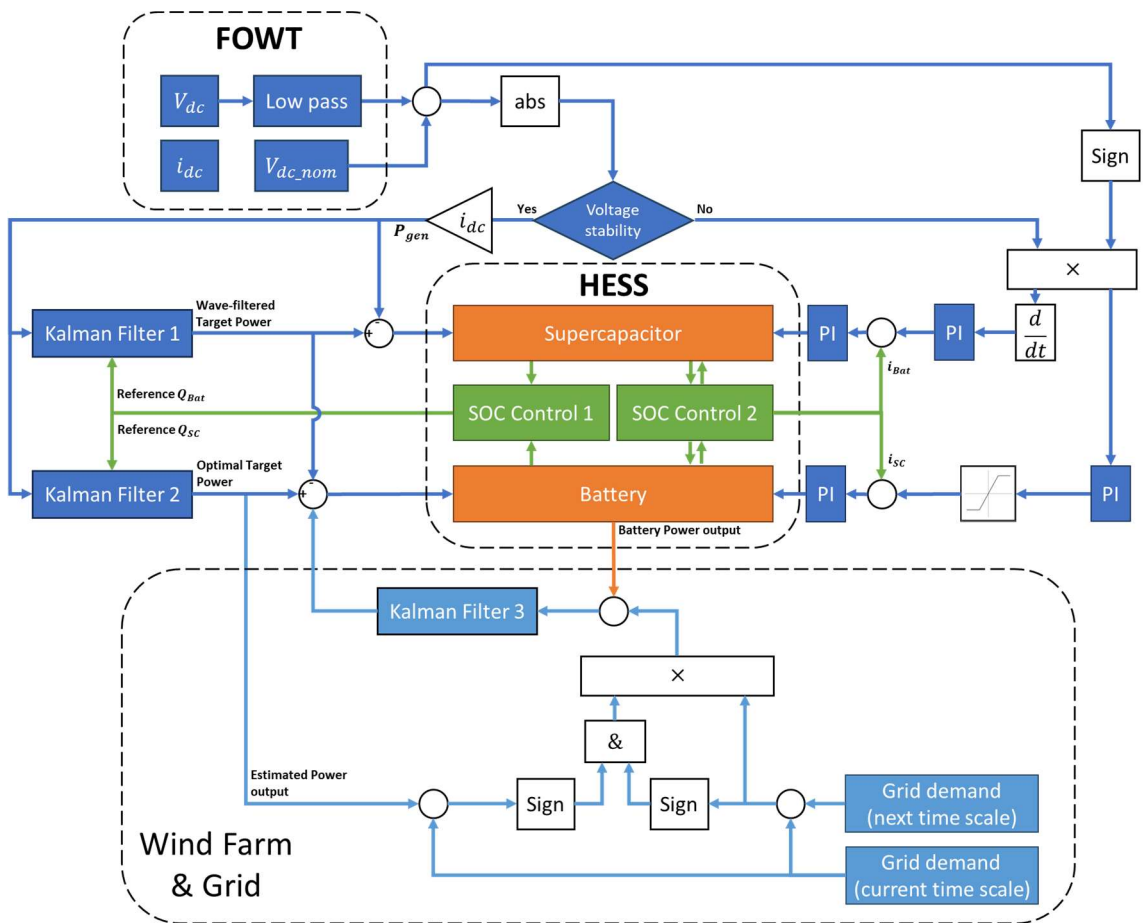 FOWT
V_dc
Low pass
abs
i_dc
V_dc_nom
Sign
Voltage
stability
Yes
No
P_gen
i_dc
×
HESS
Wave-filtered
Target Power
Kalman Filter 1
+
-
Supercapacitor
PI
PI
d
dt
i_Bat
Reference Q_Bat
SOC Control 1
SOC Control 2
Reference Q_SC
i_SC
Optimal Target
Power
Kalman Filter 2
+
-
Battery
PI
PI
Battery Power output
Kalman Filter 3
×
&
Estimated Power
output
Sign
Sign
Grid demand
(next time scale)
Grid demand
(current time scale)
Wind Farm
& Grid